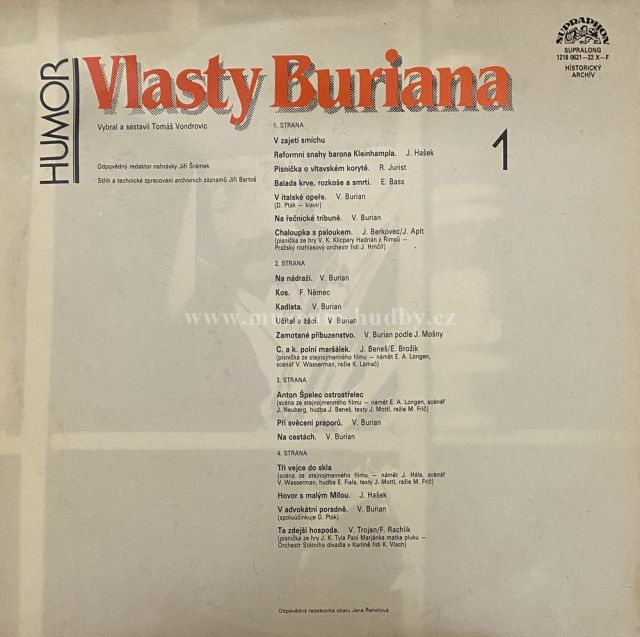 HUMOR
Vlasty Buriana
SUPRAPHON
SUPRALONG
1218 0621—22 X—F
HISTORICKÝ
ARCHÍV
1
Vybral a sestavil Tomáš Vondrovic
Odpovědný redaktor nahrávky Jiří Šrámek
Střih a technické zpracování archivních záznamů Jiří Bartoš
1. STRANA
V zajetí smíchu
Reformní snahy barona Kleinhampla. J. Hašek
Písnička o vltavském korytě. R. Jurist
Balada krve, rozkoše a smrti. E. Bass
V italské opeře. V. Burian
(D. Pták — klavír)
Na řečnické tribuně. V. Burian
Chaloupka s paloukem. J. Berkovec/J. Aplt
(písnička ze hry V. K. Klicpery Hadrián z Římsů —
Pražský rozhlasový orchestr řídí J. Hrnčíř)
2. STRANA
Na nádraží. V. Burian
Kos. F. Němec
Kadlata. V. Burian
Učitel a žáci. V. Burian
www.museum-hudby.cz
Zamotané příbuzenstvo. V. Burian podle J. Mošny
C. a k. polní maršálek. J. Beneš/E. Brožík
(písnička ze stejnojmenného filmu — námět E. A. Longen,
scénář V. Wasserman, režie K. Lamač)
3. STRANA
Anton Špelec ostrostřelec
(scéna ze stejnojmenného filmu — námět E. A. Longen, scénář
J. Neuberg, hudba J. Beneš, texty J. Mottl, režie M. Frič)
Při svěcení praporů. V. Burian
Na cestách. V. Burian
4. STRANA
Tři vejce do skla
(scéna ze stejnojmenného filmu — námět J. Hála, scénář
V. Wasserman, hudba E. Fiala, texty J. Mottl, režie M. Frič)
Hovor s malým Mílou. J. Hašek
V advokátní poradně. V. Burian
(spoluúčinkuje D. Pták)
Ta zdejší hospoda. V. Trojan/F. Rachlík
(písnička ze hry J. K. Tyla Paní Marjánka matka pluku —
Orchestr Státního divadla v Karlíně řídí K. Vlach)
Odpovědná redaktorka obalu Jana Řehořová